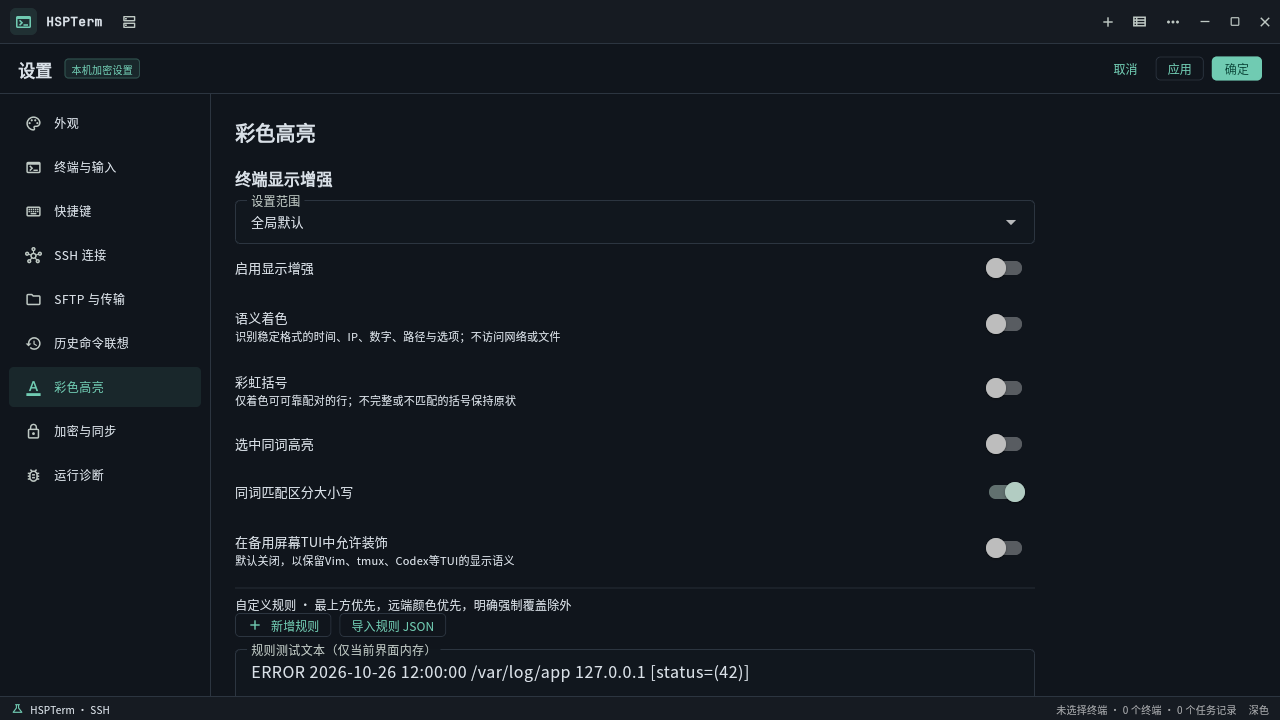 HSPTerm
设置
本机加密设置
取消
应用
确定
外观
终端与输入
快捷键
SSH 连接
SFTP 与传输
历史命令联想
彩色高亮
加密与同步
运行诊断
彩色高亮
终端显示增强
设置范围
全局默认
启用显示增强
语义着色
识别稳定格式的时间、IP、数字、路径与选项；不访问网络或文件
彩虹括号
仅着色可可靠配对的行；不完整或不匹配的括号保持原状
选中同词高亮
同词匹配区分大小写
在备用屏幕TUI中允许装饰
默认关闭，以保留Vim、tmux、Codex等TUI的显示语义
自定义规则 · 最上方优先，远端颜色优先，明确强制覆盖除外
新增规则
导入规则 JSON
规则测试文本（仅当前界面内存）
ERROR 2026-10-26 12:00:00 /var/log/app 127.0.0.1 [status=(42)]
HSPTerm · SSH
未选择终端 · 0 个终端 · 0 个任务记录
深色